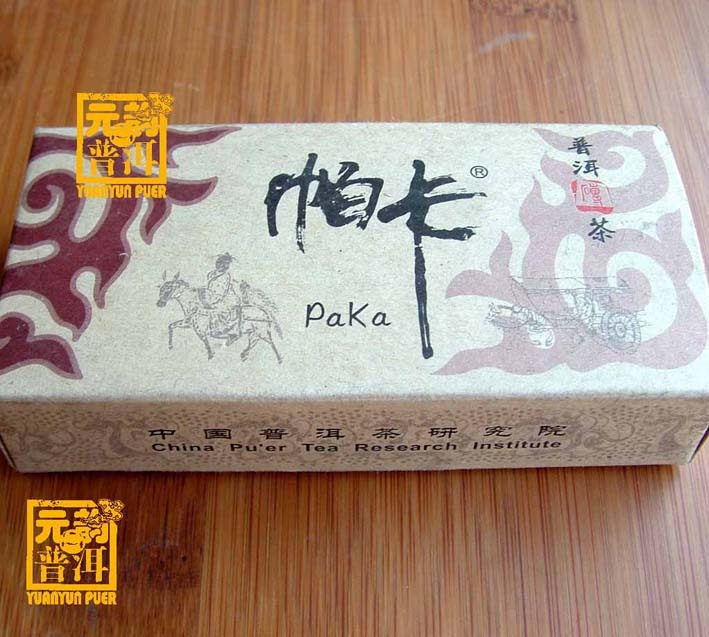 元韵
普洱
YUANYUN PUER
帕卡®
PaKa
普洱
茶
中国普洱茶研究院
China Pu'er Tea Research Institute
元韵
普洱
YUANYUN PUER